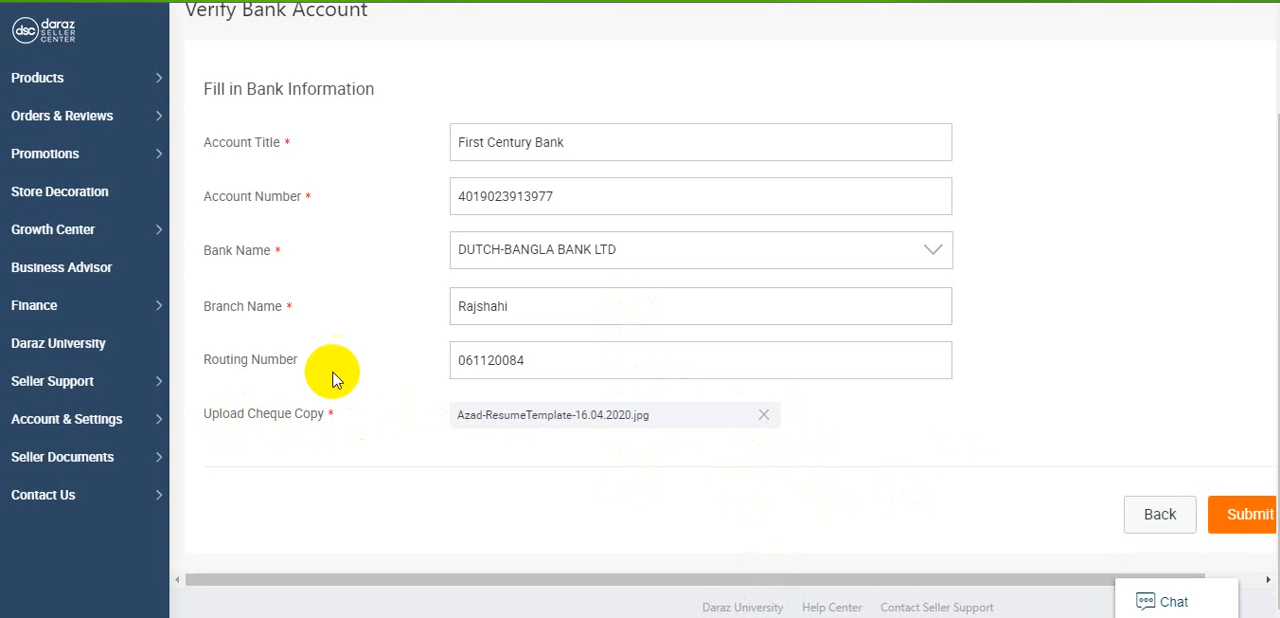 Verify Bank Account
dsc daraz
SELLER
CENTER
Products
Orders & Reviews
Promotions
Store Decoration
Growth Center
Business Advisor
Finance
Daraz University
Seller Support
Account & Settings
Seller Documents
Contact Us
Fill in Bank Information
Account Title * First Century Bank
Account Number * 4019023913977
Bank Name * DUTCH-BANGLA BANK LTD
Branch Name * Rajshahi
Routing Number 061120084
Upload Cheque Copy * Azad-ResumeTemplate-16.04.2020.jpg
Back Submit
Daraz University Help Center Contact Seller Support
Chat